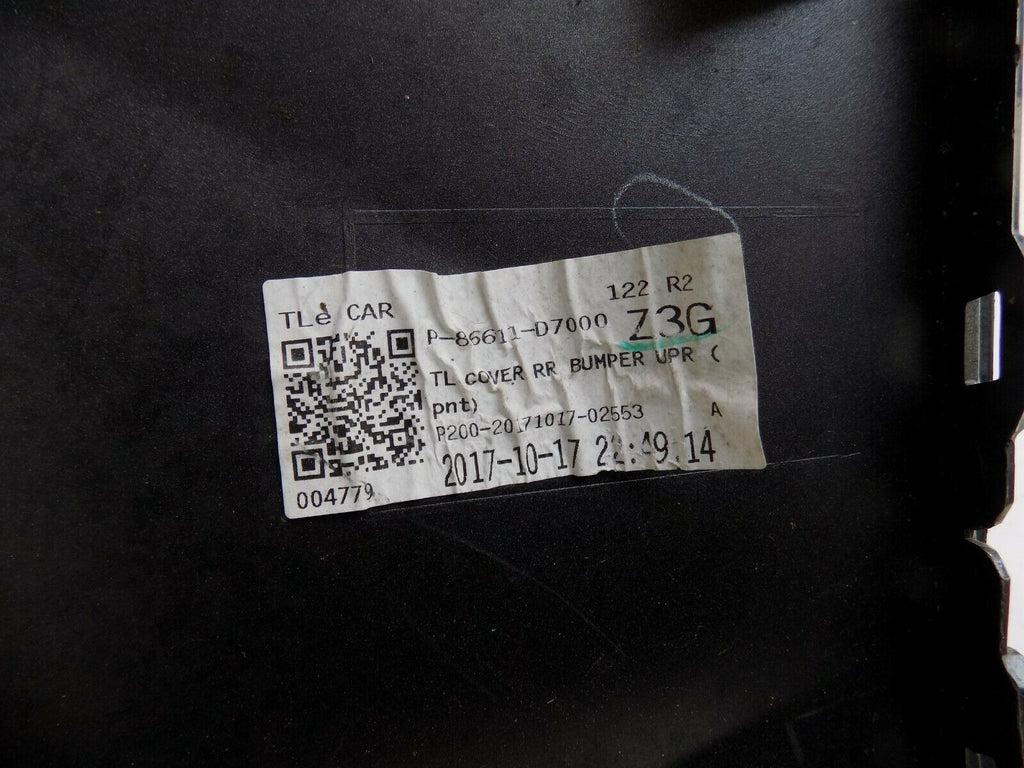 122 R2
TLe CAR
P-86611-D7000 Z3G
TL COVER RR BUMPER UPR (
pnt)
P200-20171017-02553 A
2017-10-17 22:49:14
004779